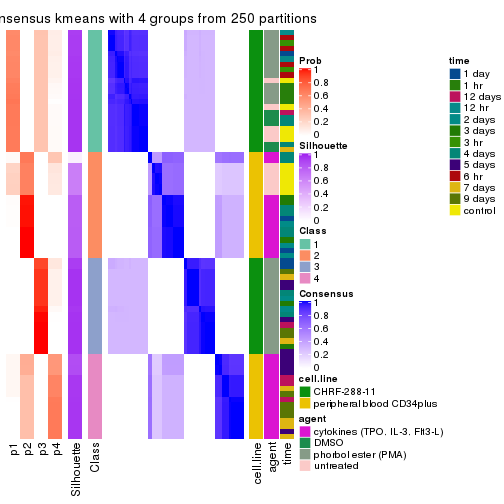 nsensus kmeans with 4 groups from 250 partitions
p1
p2
p3
p4
Silhouette
Class
cell.line
agent
time
Prob
1
0.8
0.6
0.4
0.2
0
Silhouette
1
0.8
0.6
0.4
0.2
0
Class
1
2
3
4
Consensus
1
0.8
0.6
0.4
0.2
0
cell.line
CHRF-288-11
peripheral blood CD34plus
agent
cytokines (TPO. IL-3. Flt3-L)
DMSO
phorbol ester (PMA)
untreated
time
1 day
1 hr
12 days
12 hr
2 days
3 days
3 hr
4 days
5 days
6 hr
7 days
9 days
control